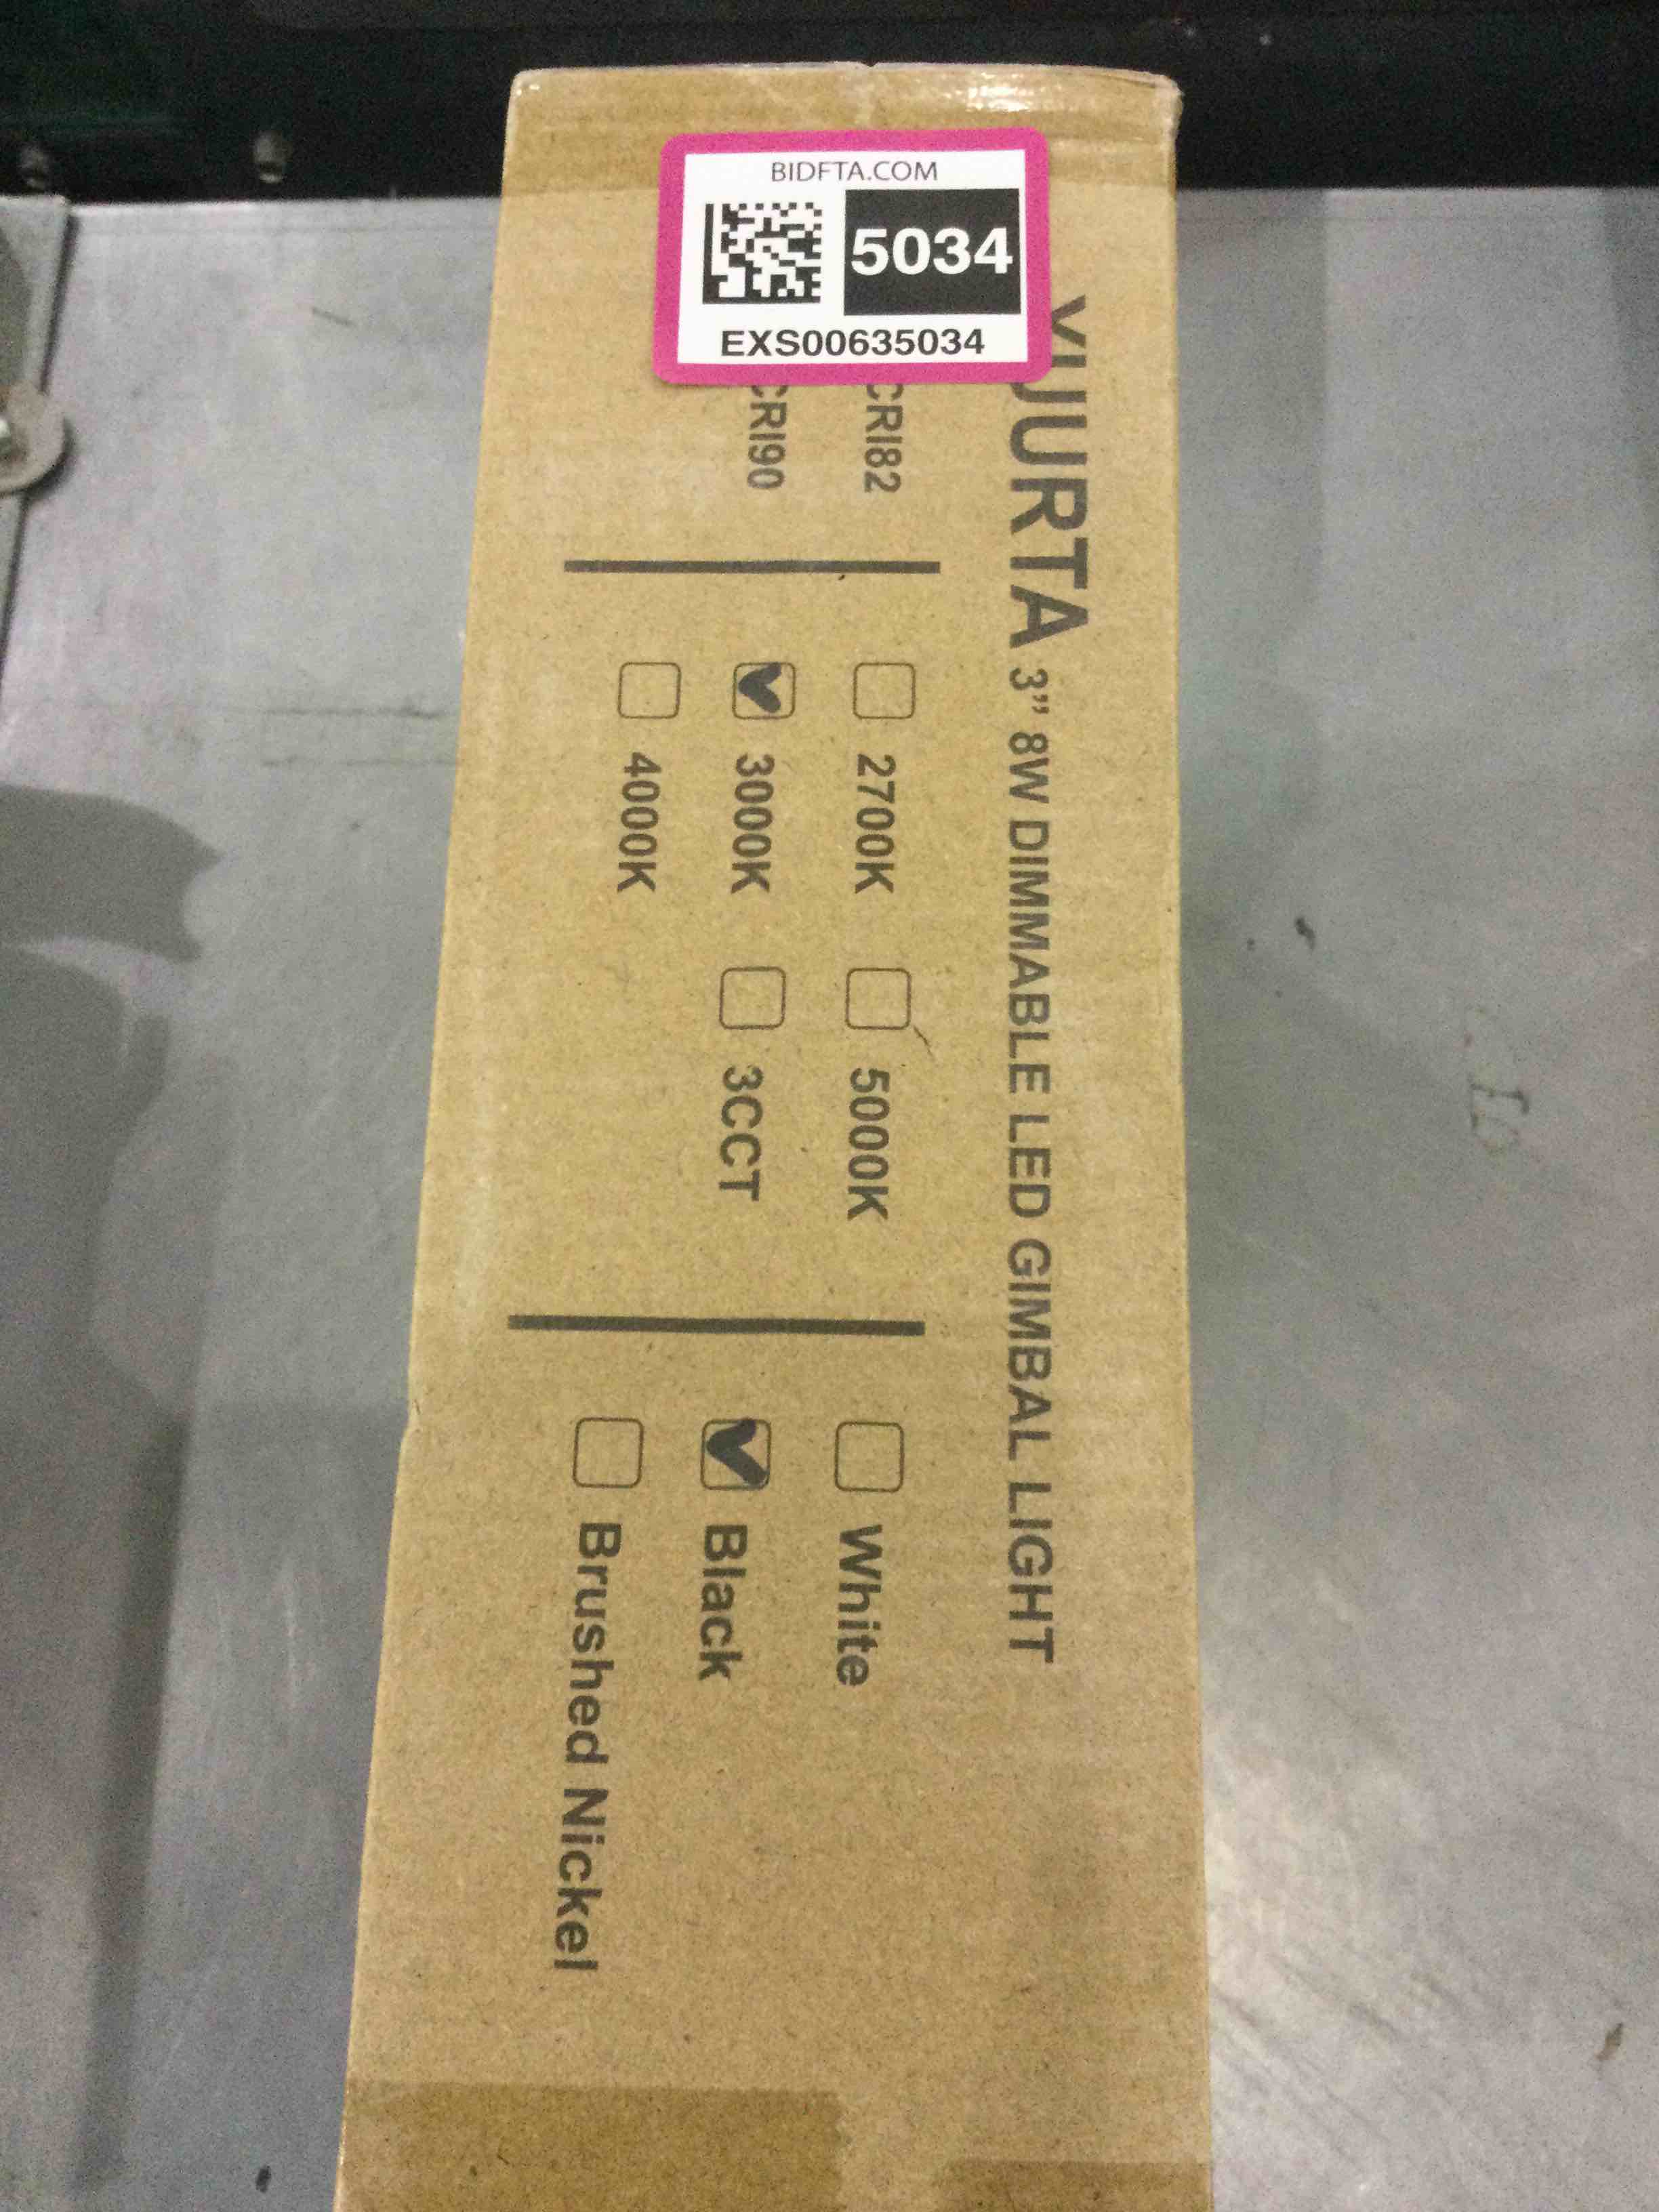 BIDFTA.COM
5034
EXS00635034
YUURTA 3” 8W DIMMABLE LED GIMBAL LIGHT
CRI82
CRI90
2700K
3000K
4000K
5000K
3CCT
White
Black
Brushed Nickel